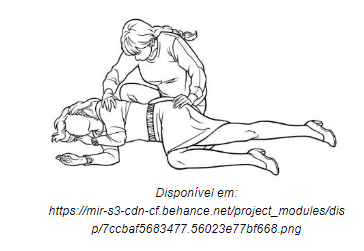 Disponível em:
https://mir-s3-cdn-cf.behance.net/project_modules/dis
p/7ccbaf5683477.56023e77bf668.png